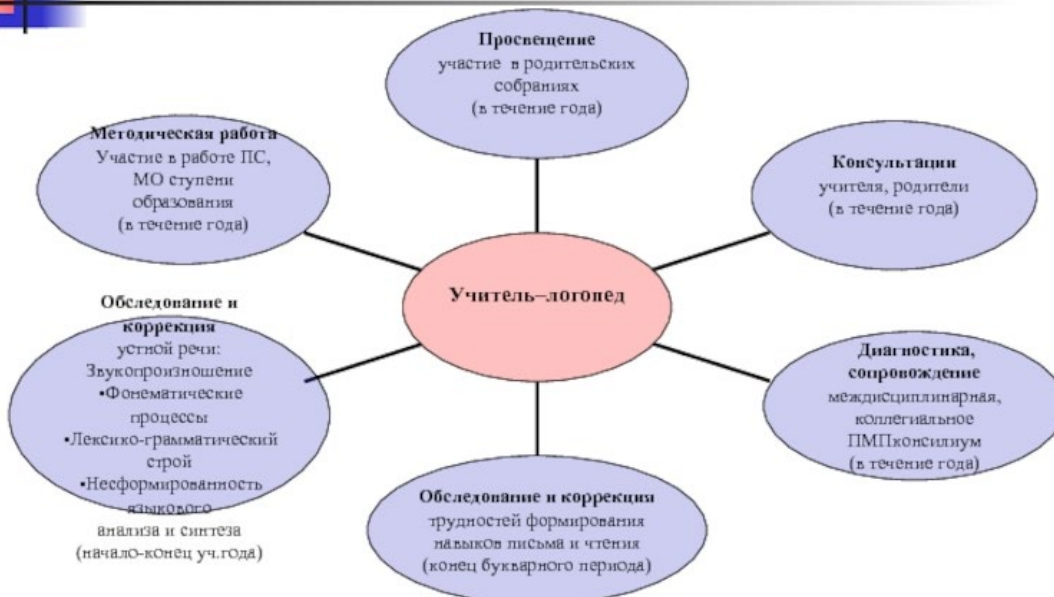 Просвещение
участие в родительских
собраниях
(в течение года)
Методическая работа
Участие в работе ПС,
МО ступени
образования
(в течение года)
Консультации
учителя, родители
(в течение года)
Учитель–логопед
Обследование и
коррекция
устной речи:
Звукопроизношение
•Фонематические
процессы
•Лексико-грамматический
строй
•Несформированность
языкового
анализа и синтеза
(начало-конец уч.года)
Диагностика,
сопровождение
междисциплинарная,
коллегиальное
ПМПконсилиум
(в течение года)
Обследование и коррекция
трудностей формирования
навыков письма и чтения
(конец букварного периода)